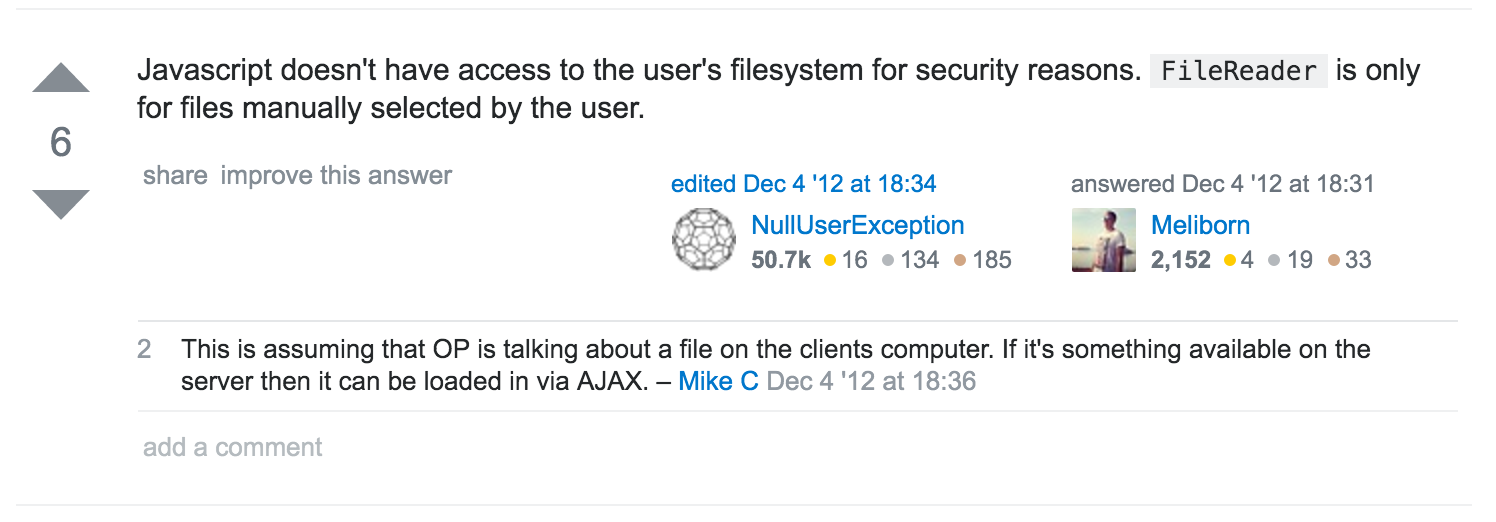 Javascript doesn't have access to the user's filesystem for security reasons. FileReader is only
for files manually selected by the user.
6
share improve this answer
edited Dec 4 '12 at 18:34
NullUserException
50.7k 16 134 185
answered Dec 4 '12 at 18:31
Meliborn
2,152 4 19 33
2 This is assuming that OP is talking about a file on the clients computer. If it's something available on the
server then it can be loaded in via AJAX. – Mike C Dec 4 '12 at 18:36
add a comment